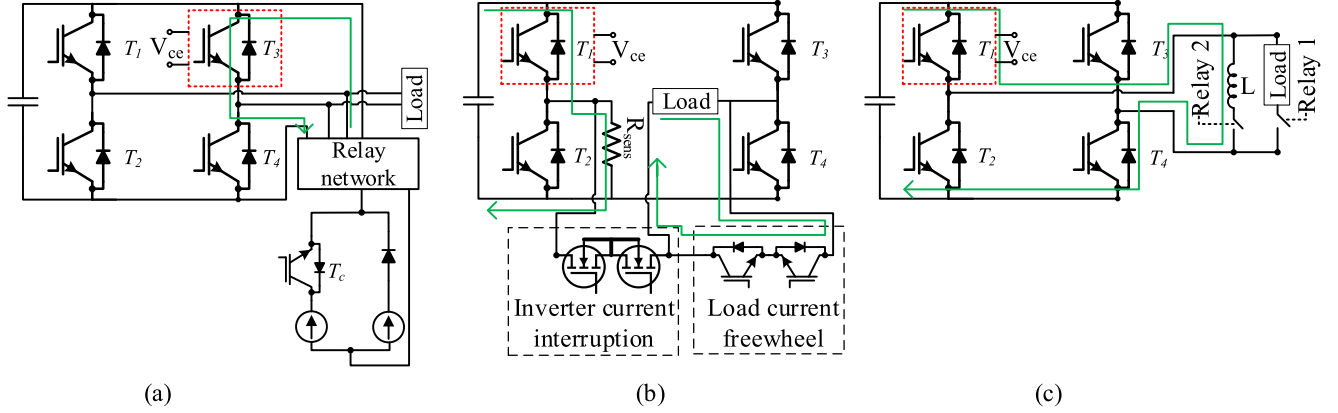 T1
Vce
T3
Load
T2
T4
Relay
network
Tc
(a)
T1
Vce
T3
Load
Rsens
T2
T4
Inverter current
interruption
Load current
freewheel
(b)
T1
Vce
T3
Relay 2
L
Load
Relay 1
T2
T4
(c)